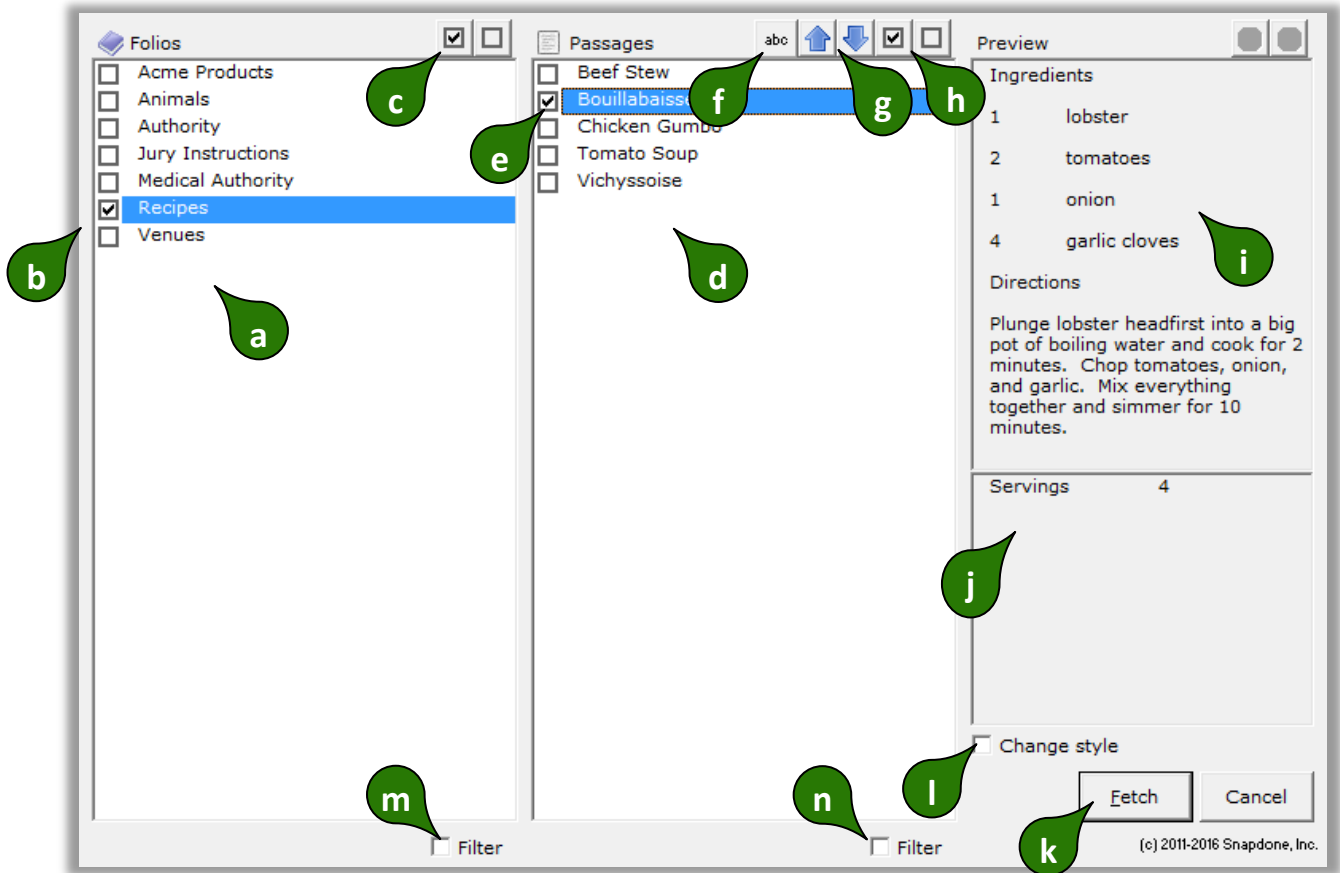 Folios
c
Acme Products
Animals
Authority
Jury Instructions
Medical Authority
Recipes
Venues
b
a
m
Filter
Passages
abc
f
g
h
Beef Stew
Bouillabaisse
Chicken Gumbo
Tomato Soup
Vichyssoise
e
d
n
Filter
Preview
Ingredients
1 lobster
2 tomatoes
1 onion
4 garlic cloves
i
Directions
Plunge lobster headfirst into a big
pot of boiling water and cook for 2
minutes. Chop tomatoes, onion,
and garlic. Mix everything
together and simmer for 10
minutes.
Servings 4
j
Change style
l
Fetch Cancel
k
(c) 2011-2016 Snapdone, Inc.